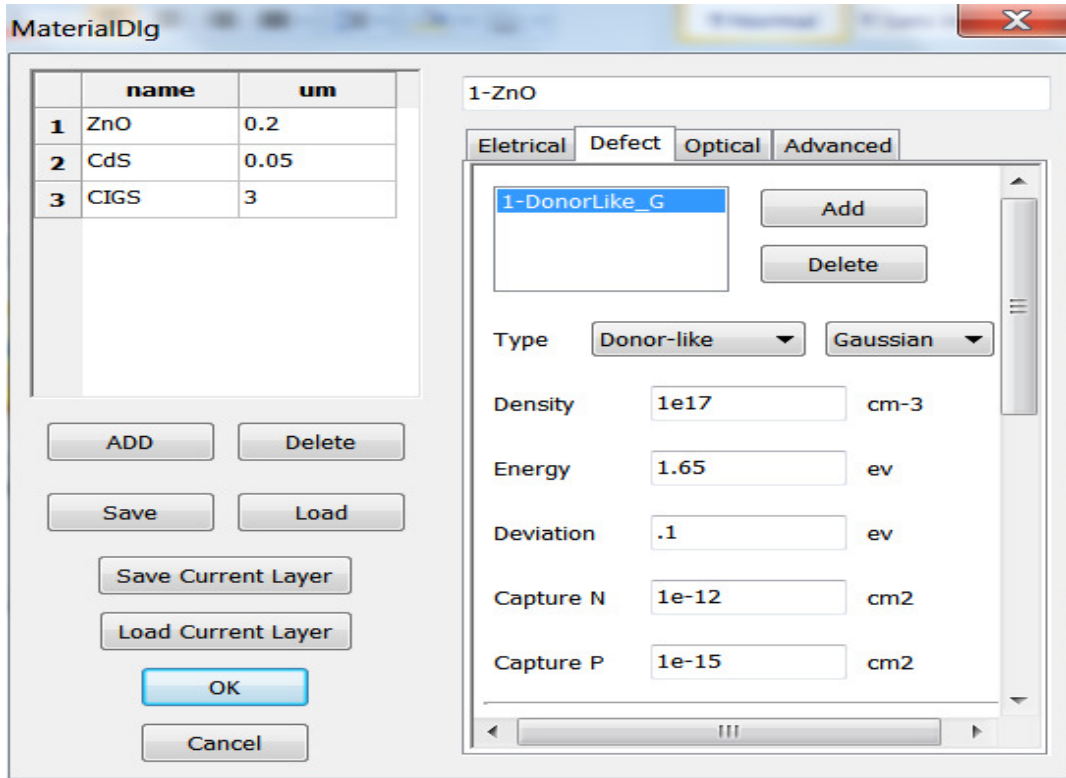 MaterialDlg
name um
1 ZnO 0.2
2 CdS 0.05
3 CIGS 3
ADD Delete
Save Load
Save Current Layer
Load Current Layer
OK
Cancel
1-ZnO
Eletrical Defect Optical Advanced
1-DonorLike_G
Add
Delete
Type Donor-like Gaussian
Density 1e17 cm-3
Energy 1.65 ev
Deviation .1 ev
Capture N 1e-12 cm2
Capture P 1e-15 cm2